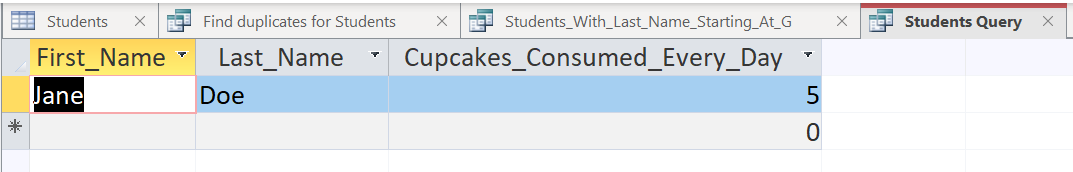 Students Find duplicates for Students Students_With_Last_Name_Starting_At_G Students Query
First_Name Last_Name Cupcakes_Consumed_Every_Day
Jane Doe 5
0